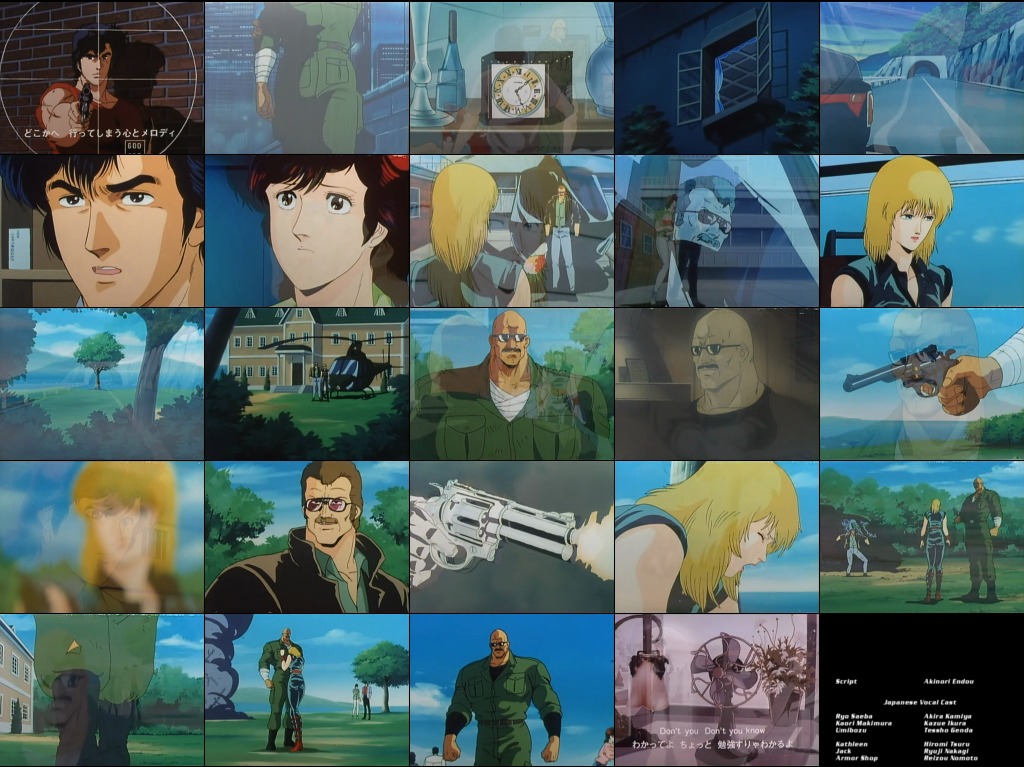 どこかへ 行ってしまう心とメロディ
600
Don't you Don't you know
わかってよ ちょっと 勉強すりゃわかるよ
Script Akinori Endou
Japanese Vocal Cast
Ryo Saeba Akira Kamiya
Kaori Makimura Kazue Ikura
Umibozu Tessho Genda
Kathleen Hiromi Tsuru
Jack Ryuji Nakagi
Armor Shop Reizou Nomoto